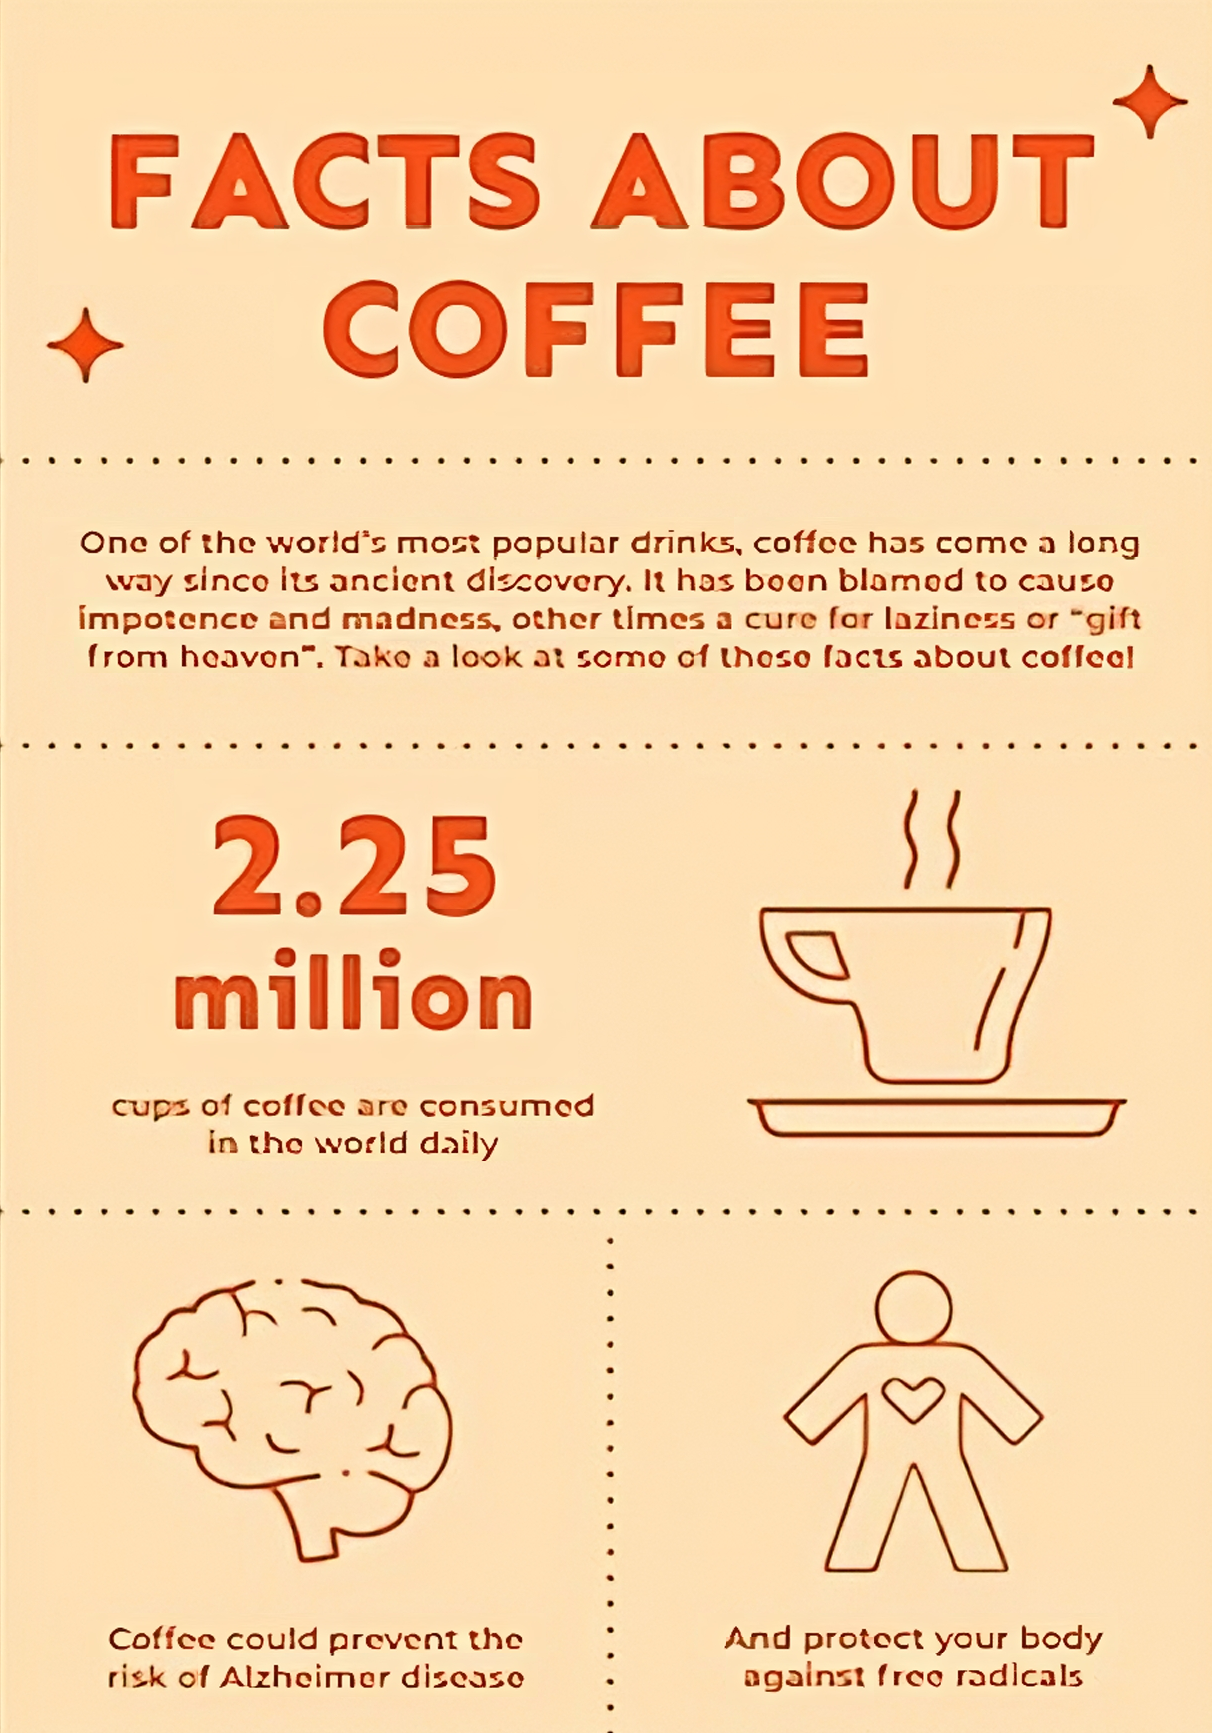 FACTS ABOUT
COFFEE
One of the world's most popular drinks, coffee has come a long
way since its ancient discovery. It has been blamed to cause
impotence and madness, other times a cure for laziness or "gift
from heaven". Take a look at some of these facts about coffee!
2.25
million
cups of coffee are consumed
in the world daily
Coffee could prevent the
risk of Alzheimer disease
And protect your body
against free radicals